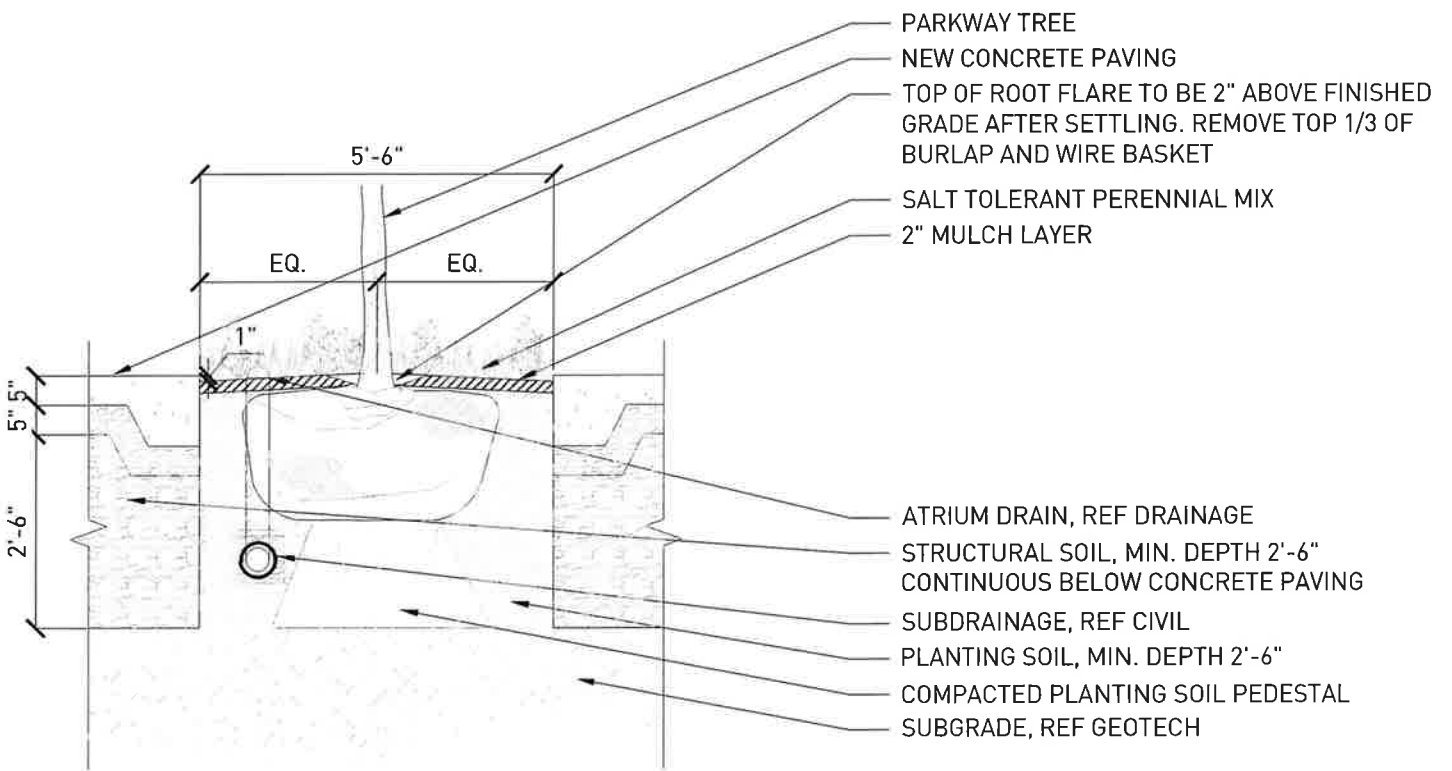 PARKWAY TREE
NEW CONCRETE PAVING
TOP OF ROOT FLARE TO BE 2" ABOVE FINISHED
GRADE AFTER SETTLING. REMOVE TOP 1/3 OF
BURLAP AND WIRE BASKET
SALT TOLERANT PERENNIAL MIX
2" MULCH LAYER
5'-6"
EQ.
EQ.
1"
5"
5"
2'-6"
ATRIUM DRAIN, REF DRAINAGE
STRUCTURAL SOIL, MIN. DEPTH 2'-6"
CONTINUOUS BELOW CONCRETE PAVING
SUBDRAINAGE, REF CIVIL
PLANTING SOIL, MIN. DEPTH 2'-6"
COMPACTED PLANTING SOIL PEDESTAL
SUBGRADE, REF GEOTECH